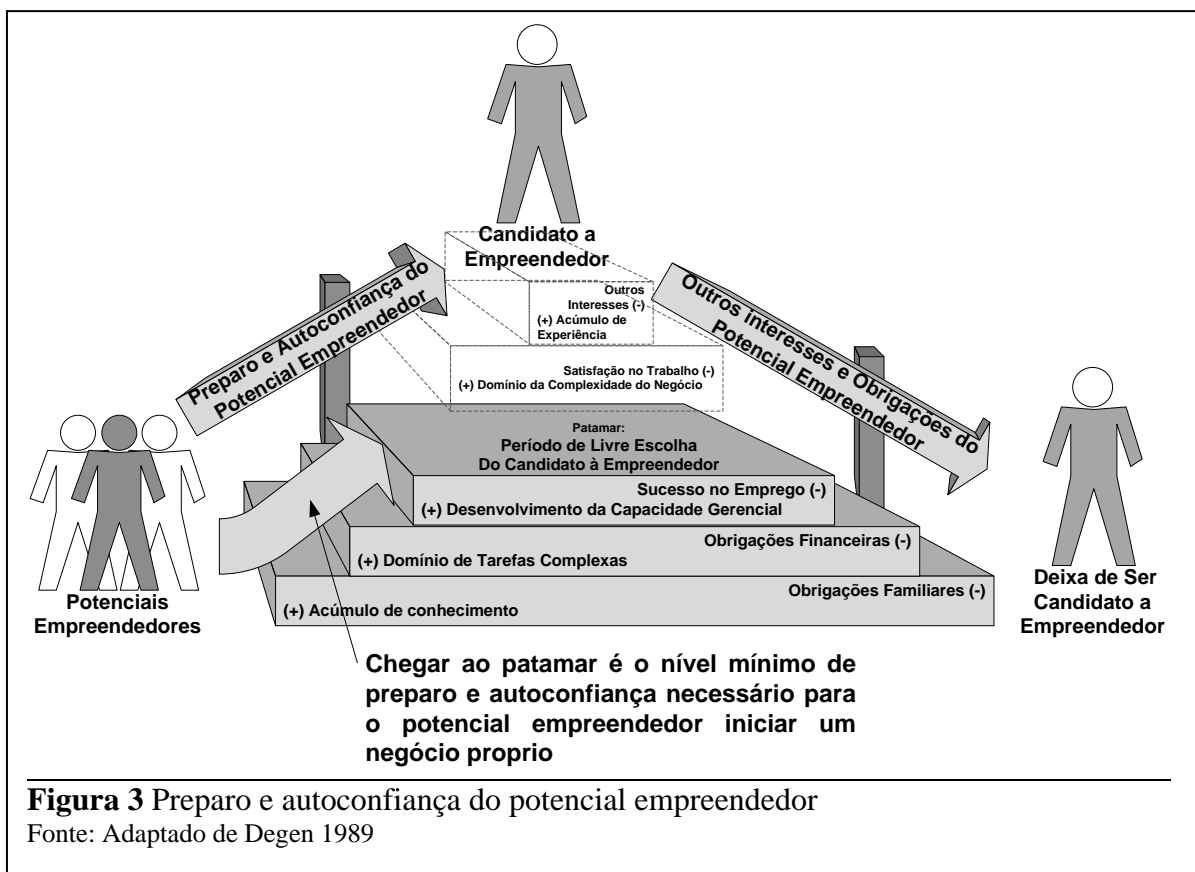 Candidato a
Empreendedor
Preparo e Autoconfiança do
Potencial Empreendedor
Outros interesses e Obrigações do
Potencial Empreendedor
Outros
Interesses (-)
(+) Acúmulo de
Experiência
Satisfação no Trabalho (-)
(+) Domínio da Complexidade do Negócio
Patamar:
Período de Livre Escolha
Do Candidato à Empreendedor
Sucesso no Emprego (-)
(+) Desenvolvimento da Capacidade Gerencial
Obrigações Financeiras (-)
(+) Domínio de Tarefas Complexas
Obrigações Familiares (-)
(+) Acúmulo de conhecimento
Potenciais
Empreendedores
Deixa de Ser
Candidato a
Empreendedor
Chegar ao patamar é o nível mínimo de
preparo e autoconfiança necessário para
o potencial empreendedor iniciar um
negócio proprio
Figura 3 Preparo e autoconfiança do potencial empreendedor
Fonte: Adaptado de Degen 1989